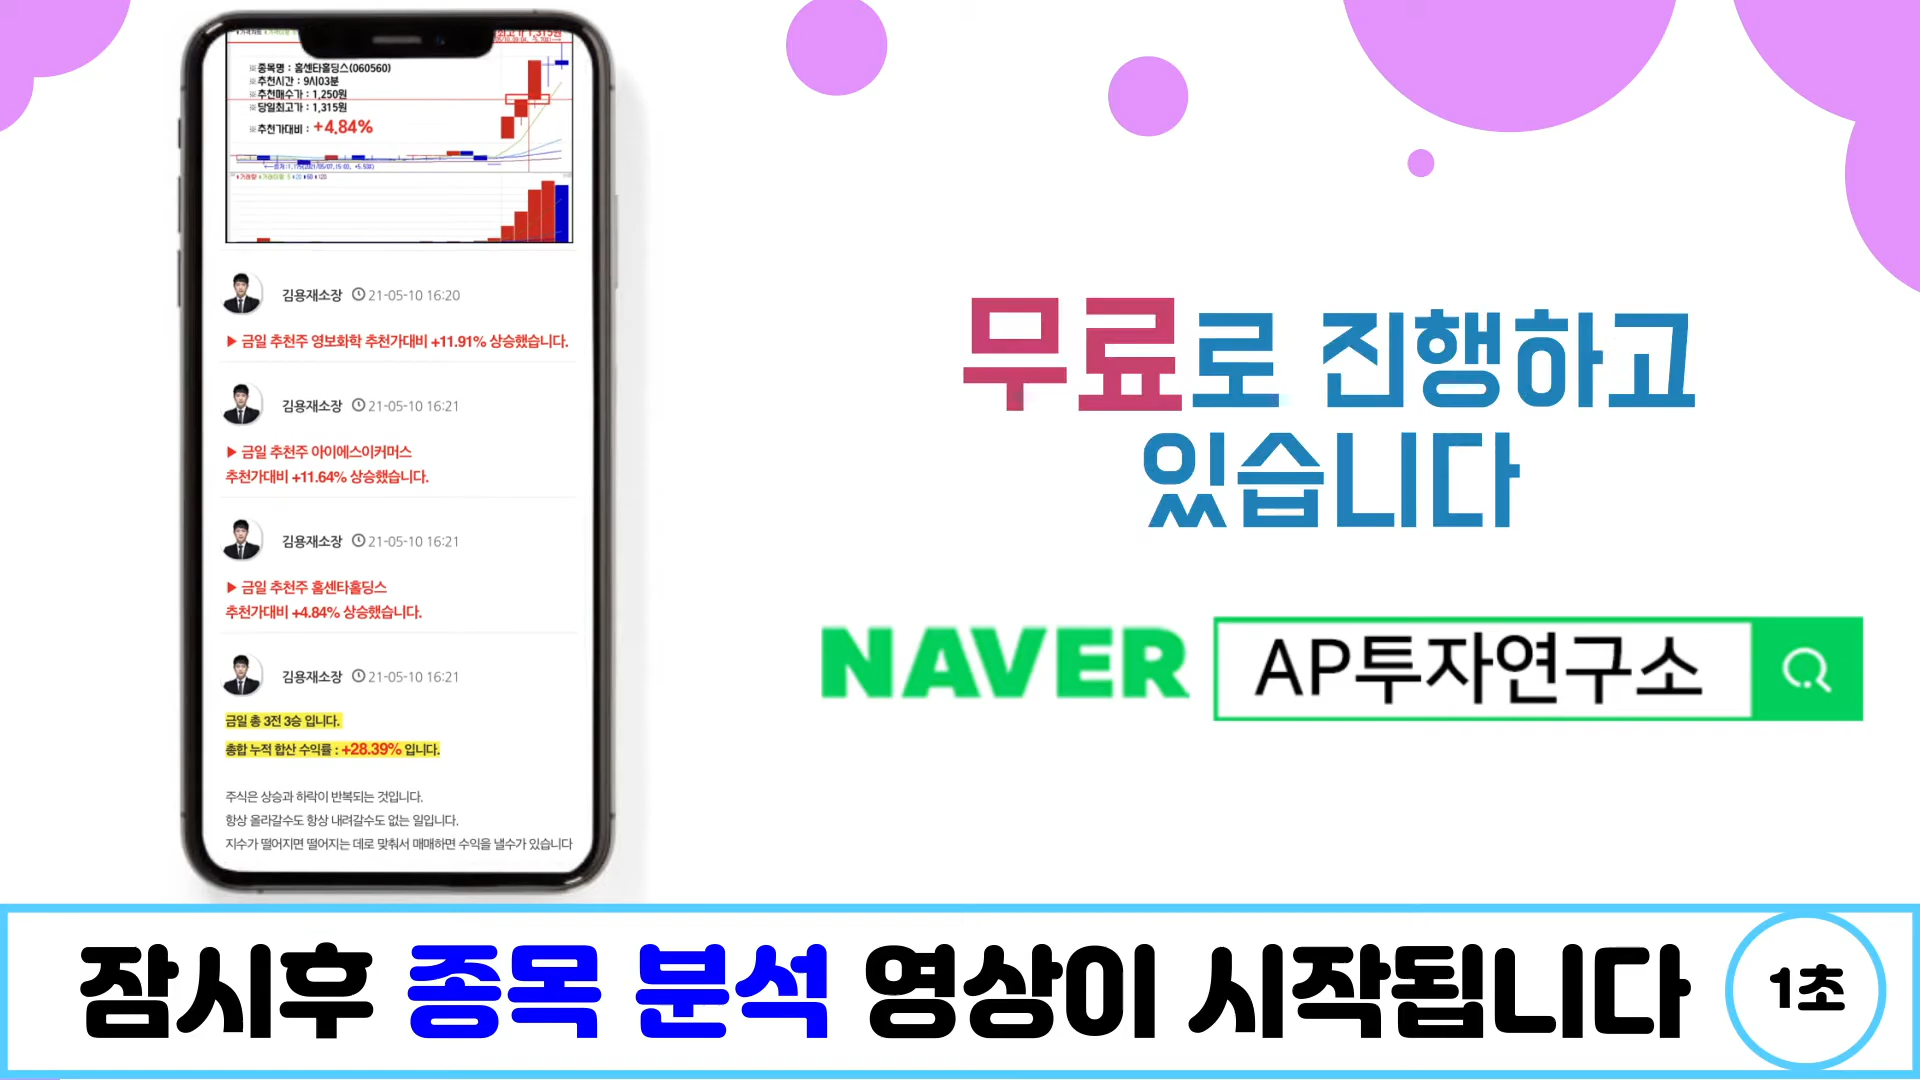 ※종목명 : 홈센타홀딩스(060560)
※추천시간 : 9시03분
※추천매수가 : 1,250원
※당일최고가 : 1,315원
※추천가대비 : +4.84%
김용재소장 21-05-10 16:20
▶ 금일 추천주 영보화학 추천가대비 +11.91% 상승했습니다.
김용재소장 21-05-10 16:21
▶ 금일 추천주 아이에스이커머스
추천가대비 +11.64% 상승했습니다.
김용재소장 21-05-10 16:21
▶ 금일 추천주 홈센타홀딩스
추천가대비 +4.84% 상승했습니다.
김용재소장 21-05-10 16:21
금일 총 3전 3승 입니다.
총합 누적 합산 수익률 : +28.39% 입니다.
주식은 상승과 하락이 반복되는 것입니다.
항상 올라갈수도 항상 내려갈수도 없는 일입니다.
지수가 떨어지면 떨어지는 데로 맞춰서 매매하면 수익을 낼수가 있습니다
무료로 진행하고
있습니다
NAVER AP투자연구소
잠시후 종목 분석 영상이 시작됩니다
1초